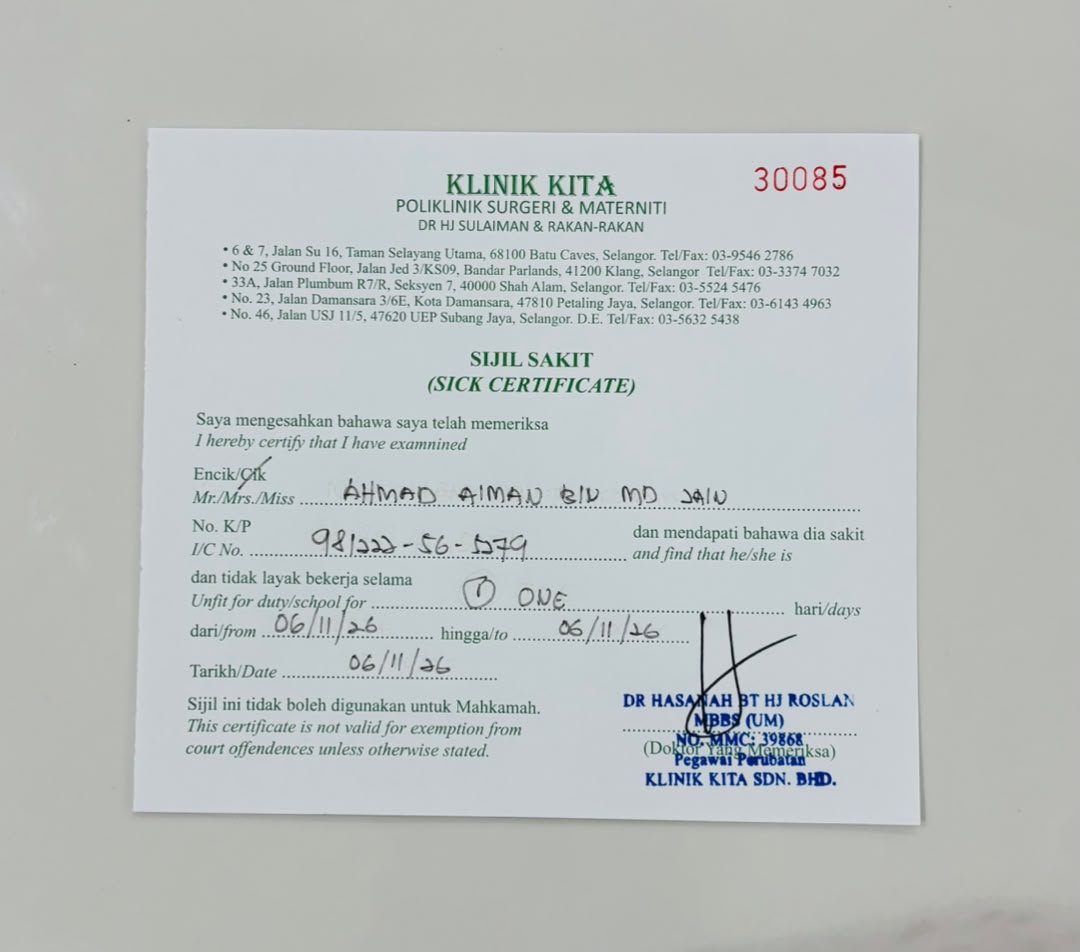 30085
KLINIK KITA
POLIKLINIK SURGERI & MATERNITI
DR HJ SULAIMAN & RAKAN-RAKAN
• 6 & 7, Jalan Su 16, Taman Selayang Utama, 68100 Batu Caves, Selangor. Tel/Fax: 03-9546 2786
• No 25 Ground Floor, Jalan Jed 3/KS09, Bandar Parlands, 41200 Klang, Selangor Tel/Fax: 03-3374 7032
• 33A, Jalan Plumbum R7/R, Seksyen 7, 40000 Shah Alam, Selangor. Tel/Fax: 03-5524 5476
• No. 23, Jalan Damansara 3/6E, Kota Damansara, 47810 Petaling Jaya, Selangor. Tel/Fax: 03-6143 4963
• No. 46, Jalan USJ 11/5, 47620 UEP Subang Jaya, Selangor. D.E. Tel/Fax: 03-5632 5438
SIJIL SAKIT
(SICK CERTIFICATE)
Saya mengesahkan bahawa saya telah memeriksa
I hereby certify that I have examnined
Encik/Cik
Mr./Mrs./Miss AHMAD AIMAN BIN MD JAIN
No. K/P dan mendapati bahawa dia sakit
I/C No. 981222-56-5279 and find that he/she is
dan tidak layak bekerja selama
Unfit for duty/school for 1 ONE hari/days
dari/from 06/11/26 hingga/to 06/11/26
Tarikh/Date 06/11/26
Sijil ini tidak boleh digunakan untuk Mahkamah.
This certificate is not valid for exemption from
court offendences unless otherwise stated.
DR HASANAH BT HJ ROSLAN
MBBS (UM)
NO. MMC: 39868
(Doktor Yang Memeriksa)
Pegawai Perubatan
KLINIK KITA SDN. BHD.